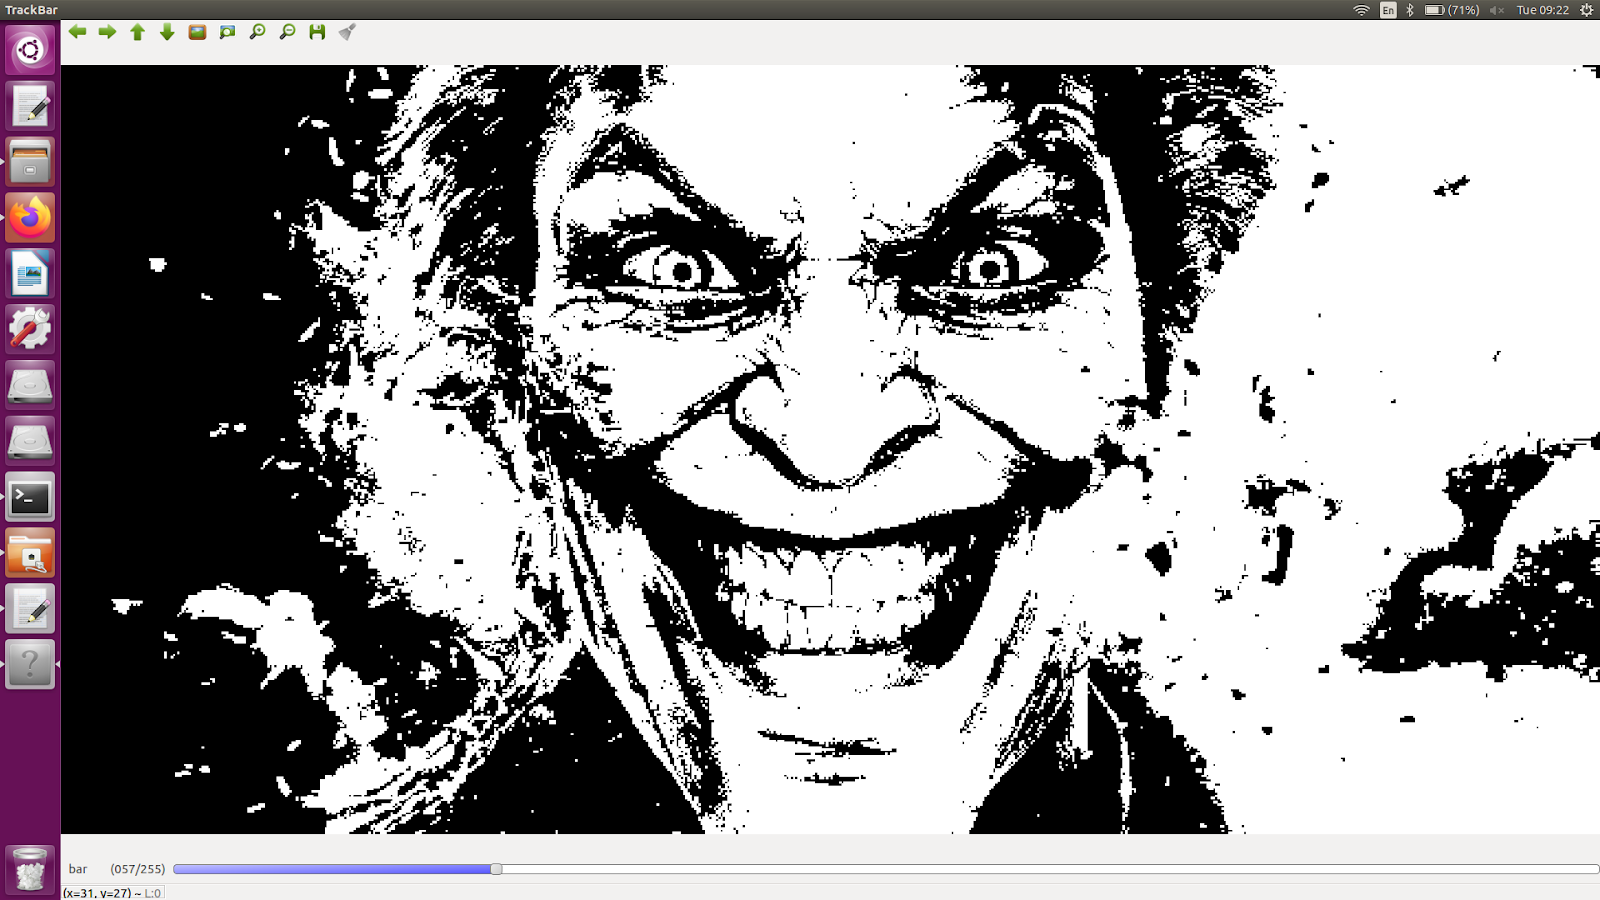 TrackBar
En
(71%)
Tue 09:22
bar (057/255)
(x=31, y=27) ~ L:0